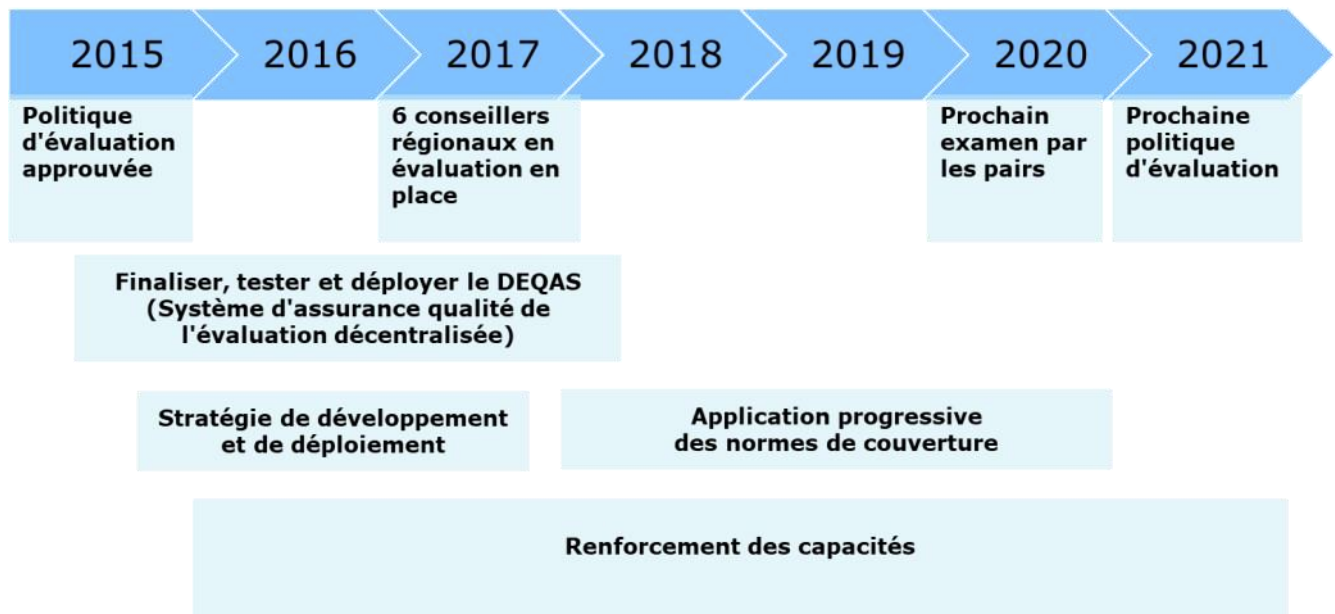 2015 2016 2017 2018 2019 2020 2021
Politique
d'évaluation
approuvée
6 conseillers
régionaux en
évaluation en
place
Prochain
examen par
les pairs
Prochaine
politique
d'évaluation
Finaliser, tester et déployer le DEQAS
(Système d'assurance qualité de
l'évaluation décentralisée)
Stratégie de développement
et de déploiement
Application progressive
des normes de couverture
Renforcement des capacités